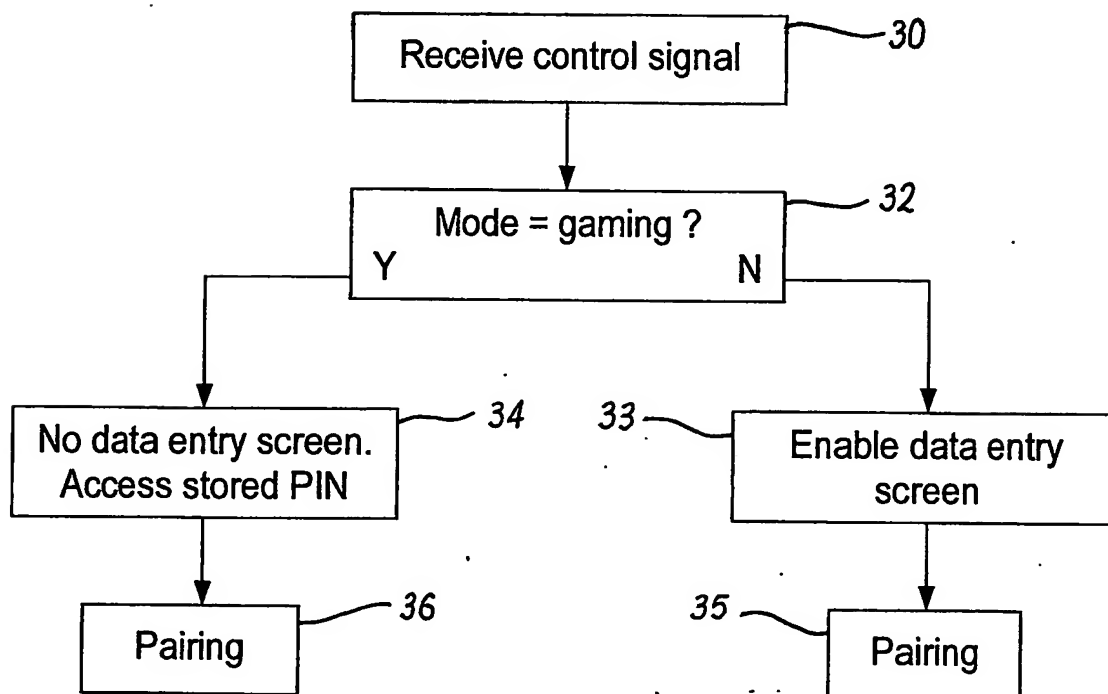 Receive control signal
30
Mode = gaming ?
32
Y
N
No data entry screen.
Access stored PIN
34
33
Enable data entry
screen
Pairing
36
35
Pairing